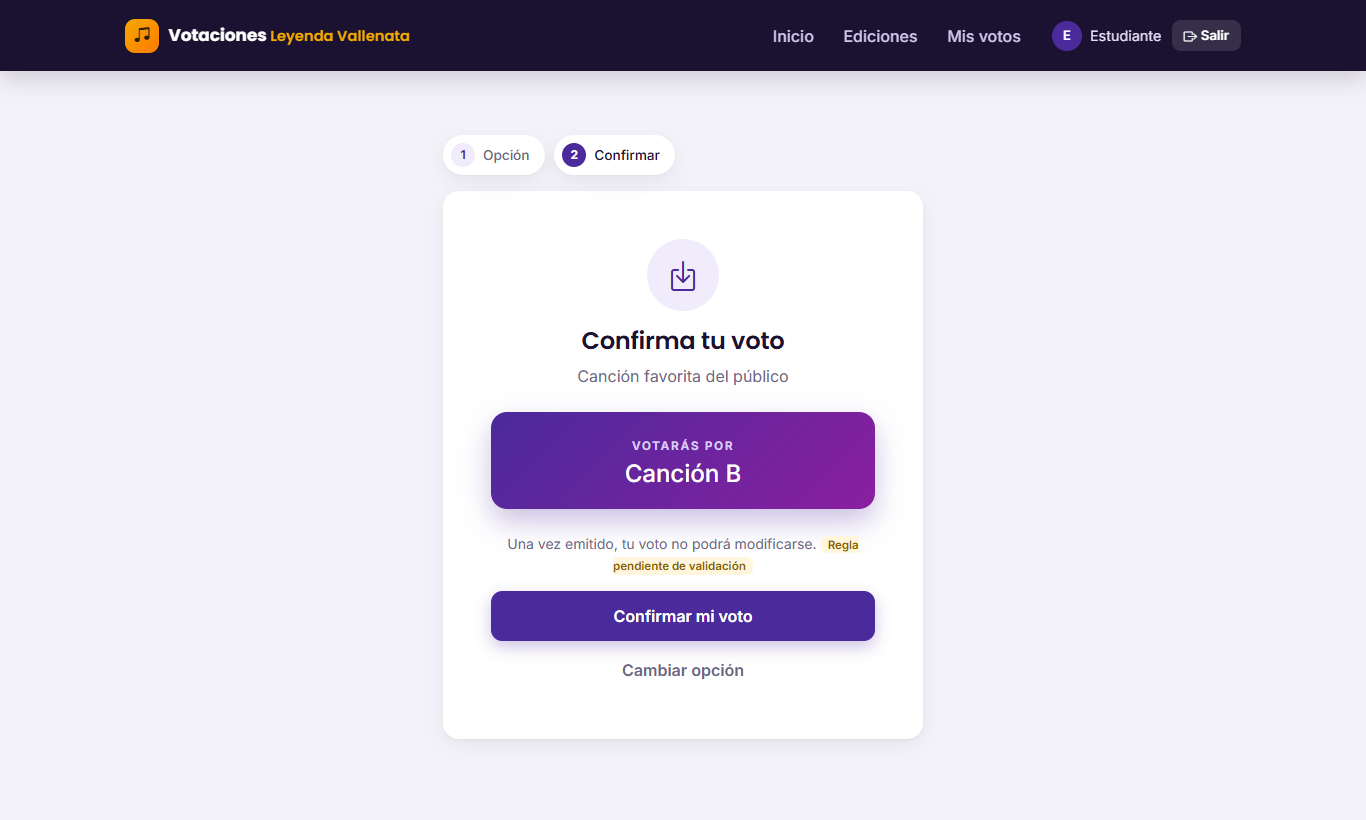 Votaciones Leyenda Vallenata
Inicio
Ediciones
Mis votos
E
Estudiante
Salir
1 Opción
2 Confirmar
Confirma tu voto
Canción favorita del público
VOTARÁS POR
Canción B
Una vez emitido, tu voto no podrá modificarse. Regla
pendiente de validación
Confirmar mi voto
Cambiar opción